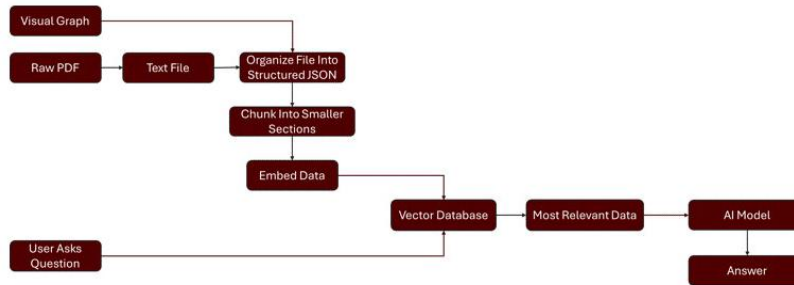 Visual Graph
Raw PDF
Text File
Organize File Into
Structured JSON
Chunk Into Smaller
Sections
Embed Data
Vector Database
Most Relevant Data
AI Model
User Asks
Question
Answer